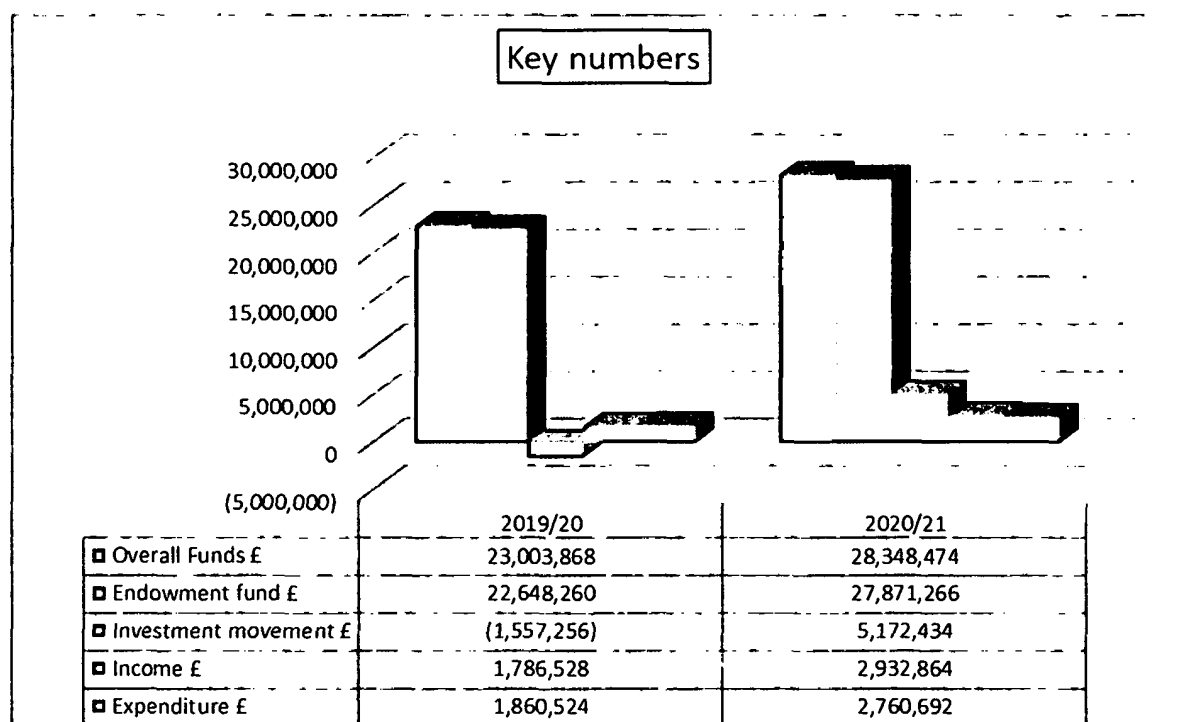 Key numbers
30,000,000
25,000,000
20,000,000
15,000,000
10,000,000
5,000,000
0
(5,000,000)
2019/20 2020/21
Overall Funds £ 23,003,868 28,348,474
Endowment fund £ 22,648,260 27,871,266
Investment movement £ (1,557,256) 5,172,434
Income £ 1,786,528 2,932,864
Expenditure £ 1,860,524 2,760,692